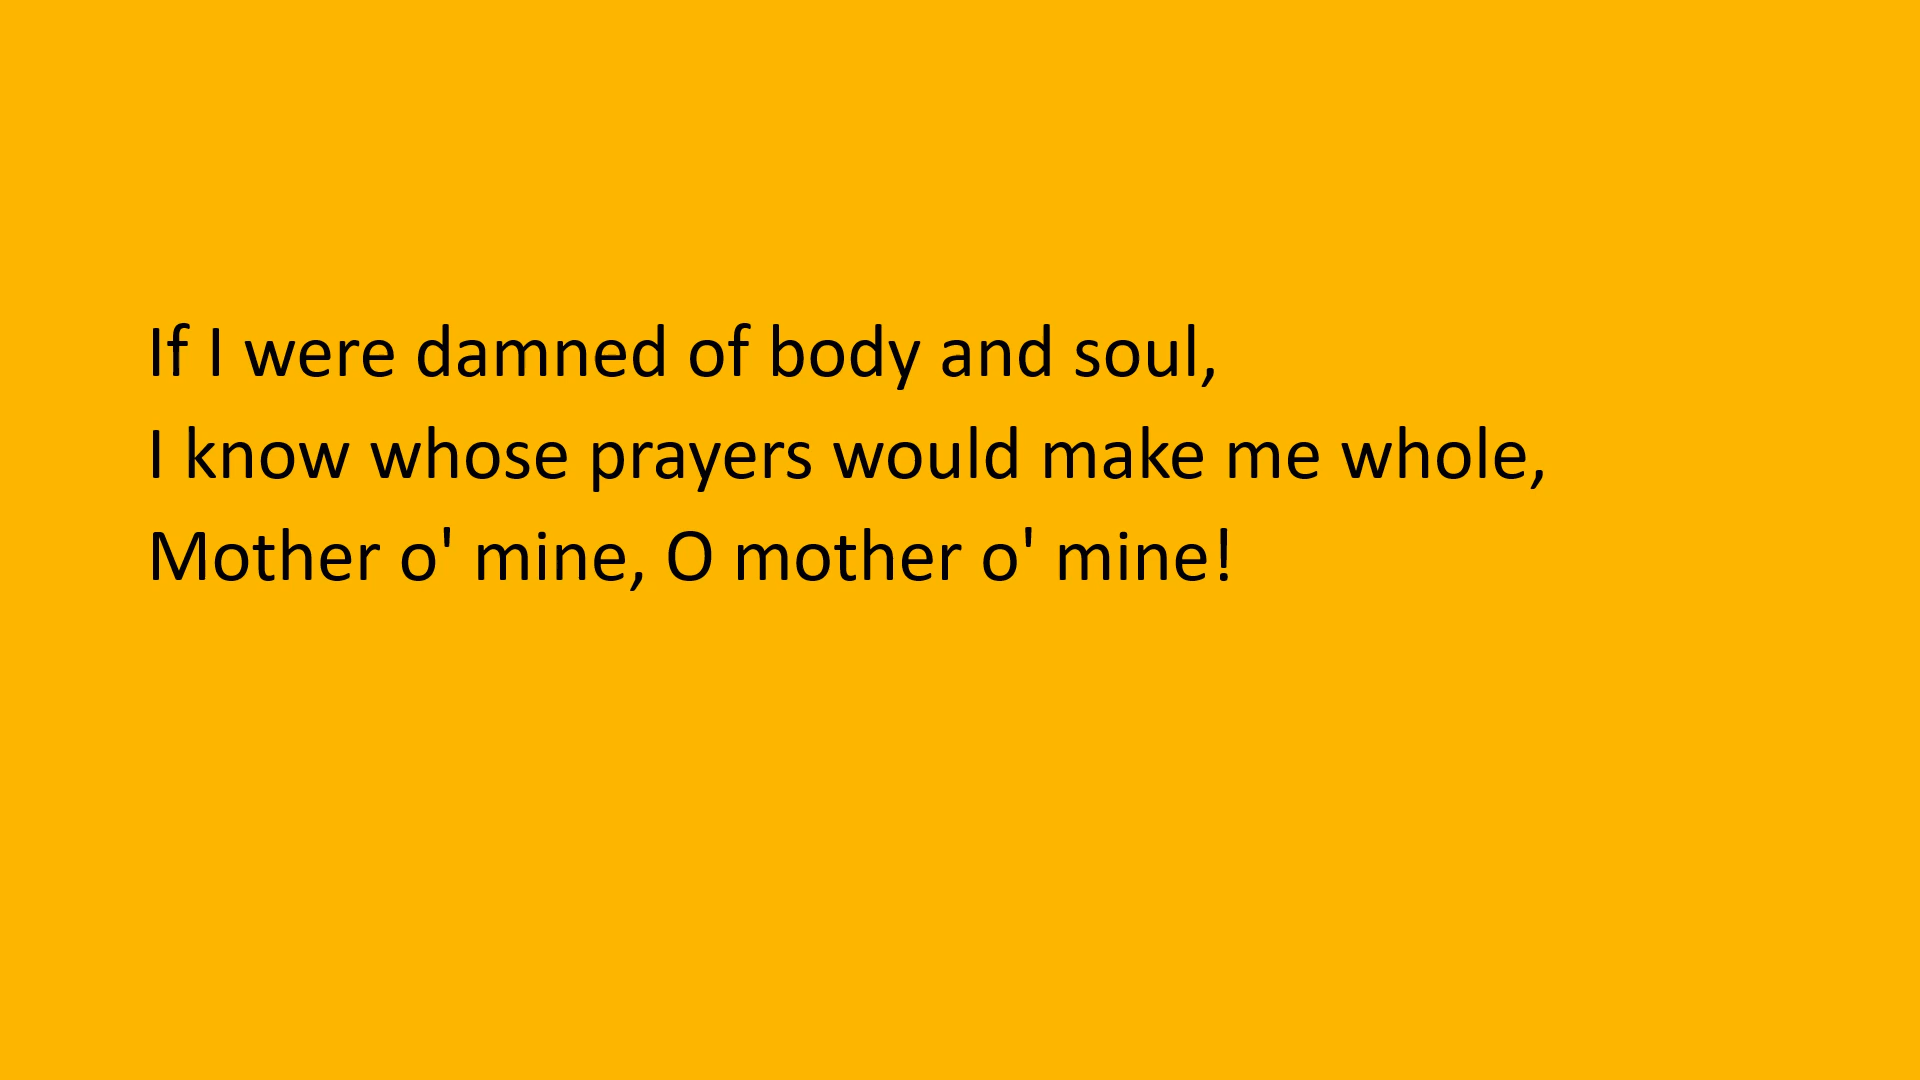 If I were damned of body and soul,
I know whose prayers would make me whole,
Mother o' mine, O mother o' mine!